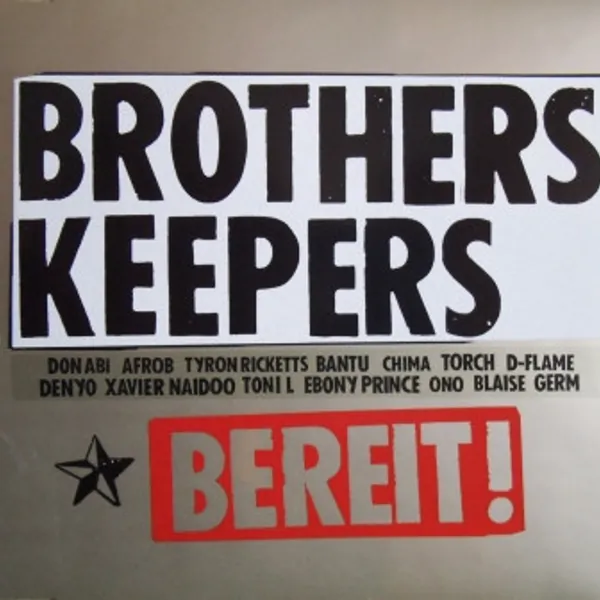 BROTHERS
KEEPERS
DON ABI AFROB TYRON RICKETTS BANTU CHIMA TORCH D-FLAME
DENYO XAVIER NAIDOO TONI L EBONY PRINCE ONO BLAISE GERM
BEREIT!